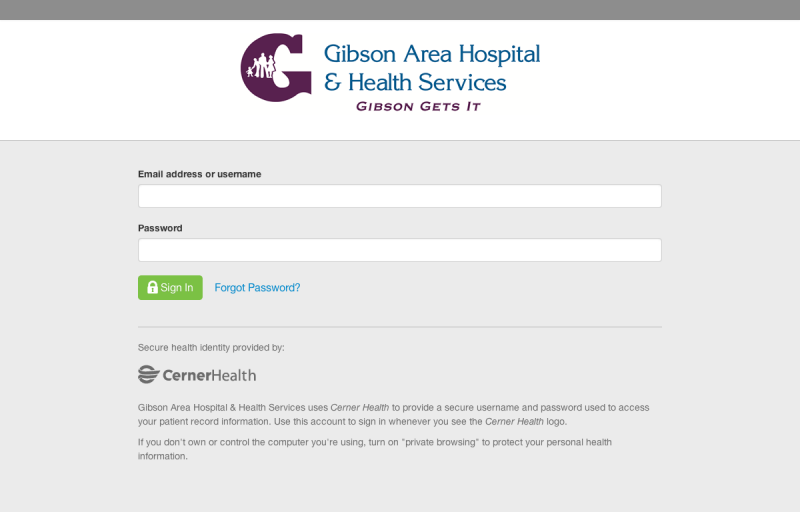 Gibson Area Hospital
& Health Services
GIBSON GETS IT
Email address or username
Password
Sign In
Forgot Password?
Secure health identity provided by:
CernerHealth
Gibson Area Hospital & Health Services uses Cerner Health to provide a secure username and password used to access
your patient record information. Use this account to sign in whenever you see the Cerner Health logo.
If you don't own or control the computer you're using, turn on "private browsing" to protect your personal health
information.